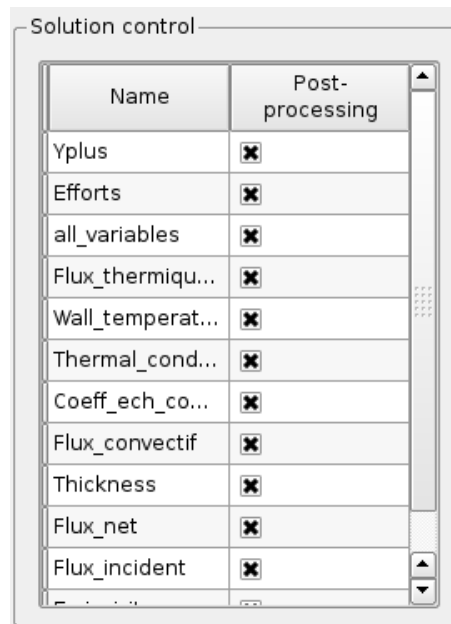 Solution control
Name
Post-
processing
Yplus
Efforts
all_variables
Flux_thermiqu...
Wall_temperat...
Thermal_cond...
Coeff_ech_co...
Flux_convectif
Thickness
Flux_net
Flux_incident